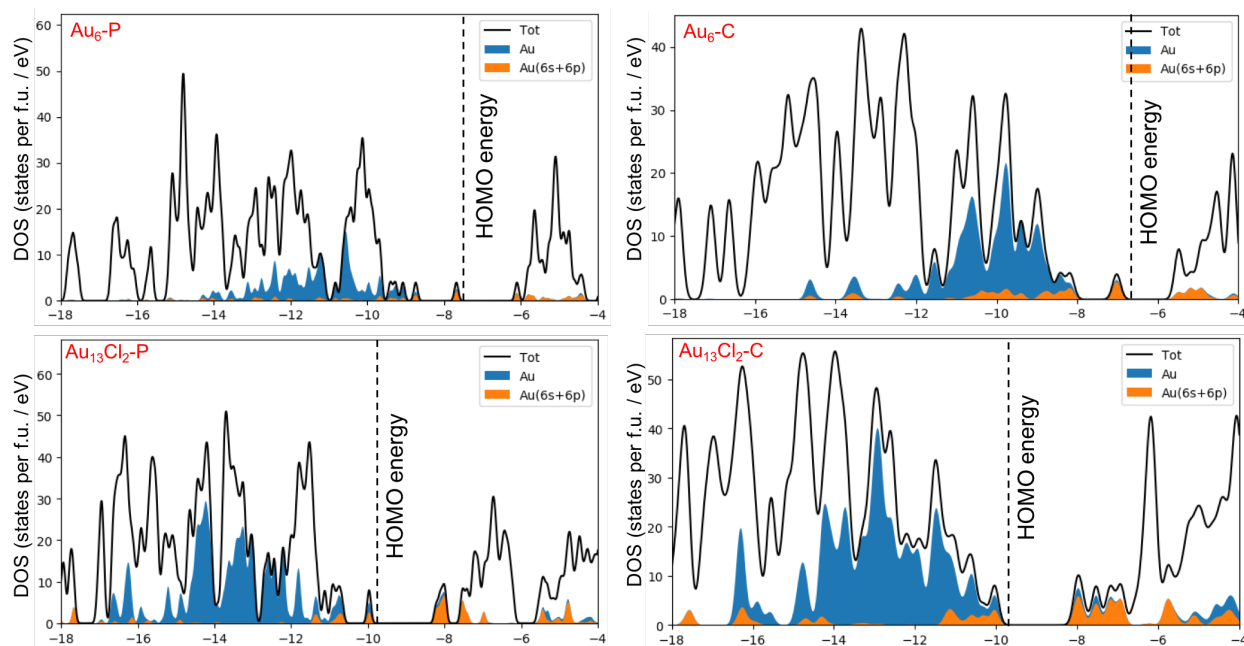 Au6-P
Tot
Au
Au(6s+6p)
HOMO energy
DOS (states per f.u. / eV)
60
50
40
30
20
10
0
−18 −16 −14 −12 −10 −8 −6 −4
Au6-C
Tot
Au
Au(6s+6p)
HOMO energy
DOS (states per f.u. / eV)
40
30
20
10
0
−18 −16 −14 −12 −10 −8 −6 −4
Au13Cl2-P
Tot
Au
Au(6s+6p)
HOMO energy
DOS (states per f.u. / eV)
60
50
40
30
20
10
0
−18 −16 −14 −12 −10 −8 −6 −4
Au13Cl2-C
Tot
Au
Au(6s+6p)
HOMO energy
DOS (states per f.u. / eV)
50
40
30
20
10
0
−18 −16 −14 −12 −10 −8 −6 −4